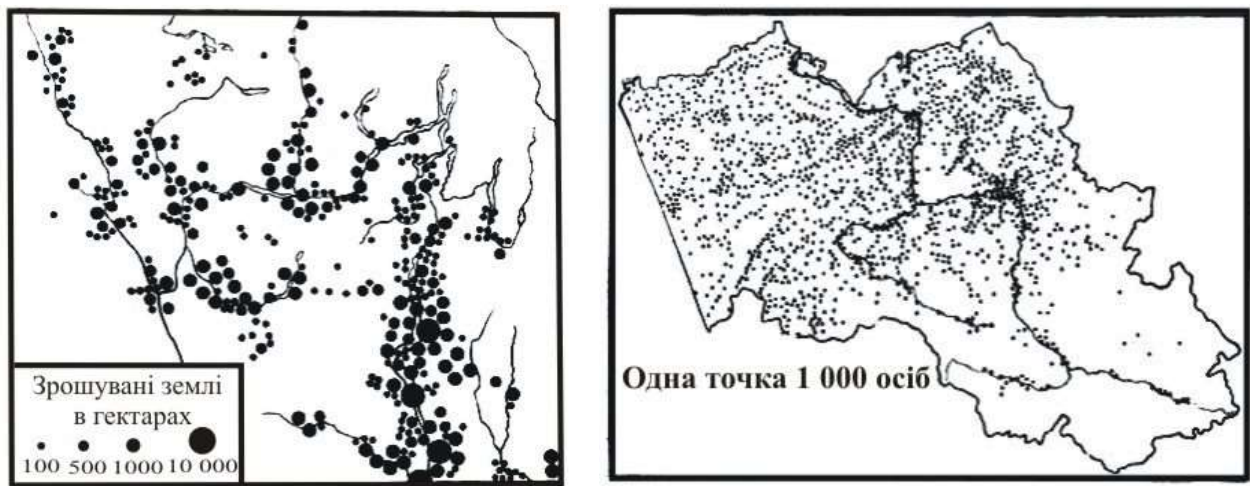 Зрошувані землі
в гектарах
100 500 1000 10 000
Одна точка 1 000 осіб